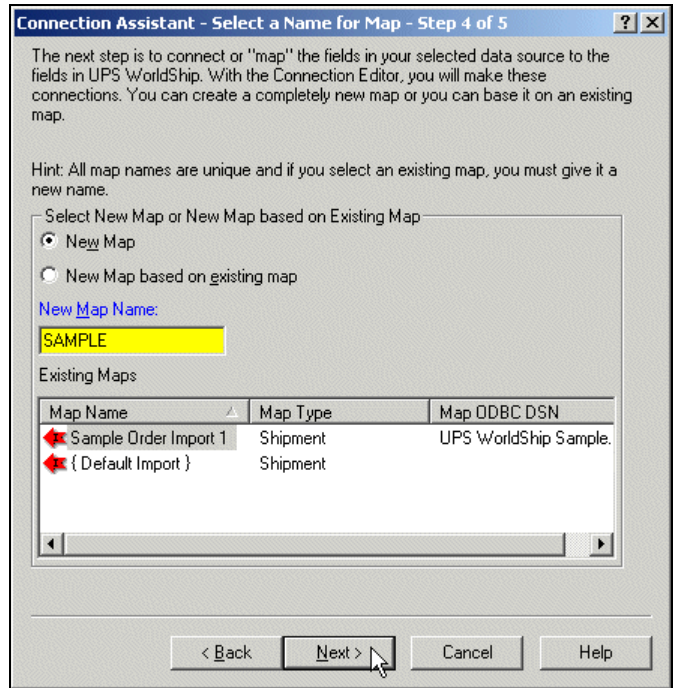 Connection Assistant - Select a Name for Map - Step 4 of 5
The next step is to connect or "map" the fields in your selected data source to the
fields in UPS WorldShip. With the Connection Editor, you will make these
connections. You can create a completely new map or you can base it on an existing
map.
Hint: All map names are unique and if you select an existing map, you must give it a
new name.
Select New Map or New Map based on Existing Map
New Map
New Map based on existing map
New Map Name:
SAMPLE
Existing Maps
Map Name Map Type Map ODBC DSN
Sample Order Import 1 Shipment UPS WorldShip Sample.
{ Default Import } Shipment
< Back Next > Cancel Help